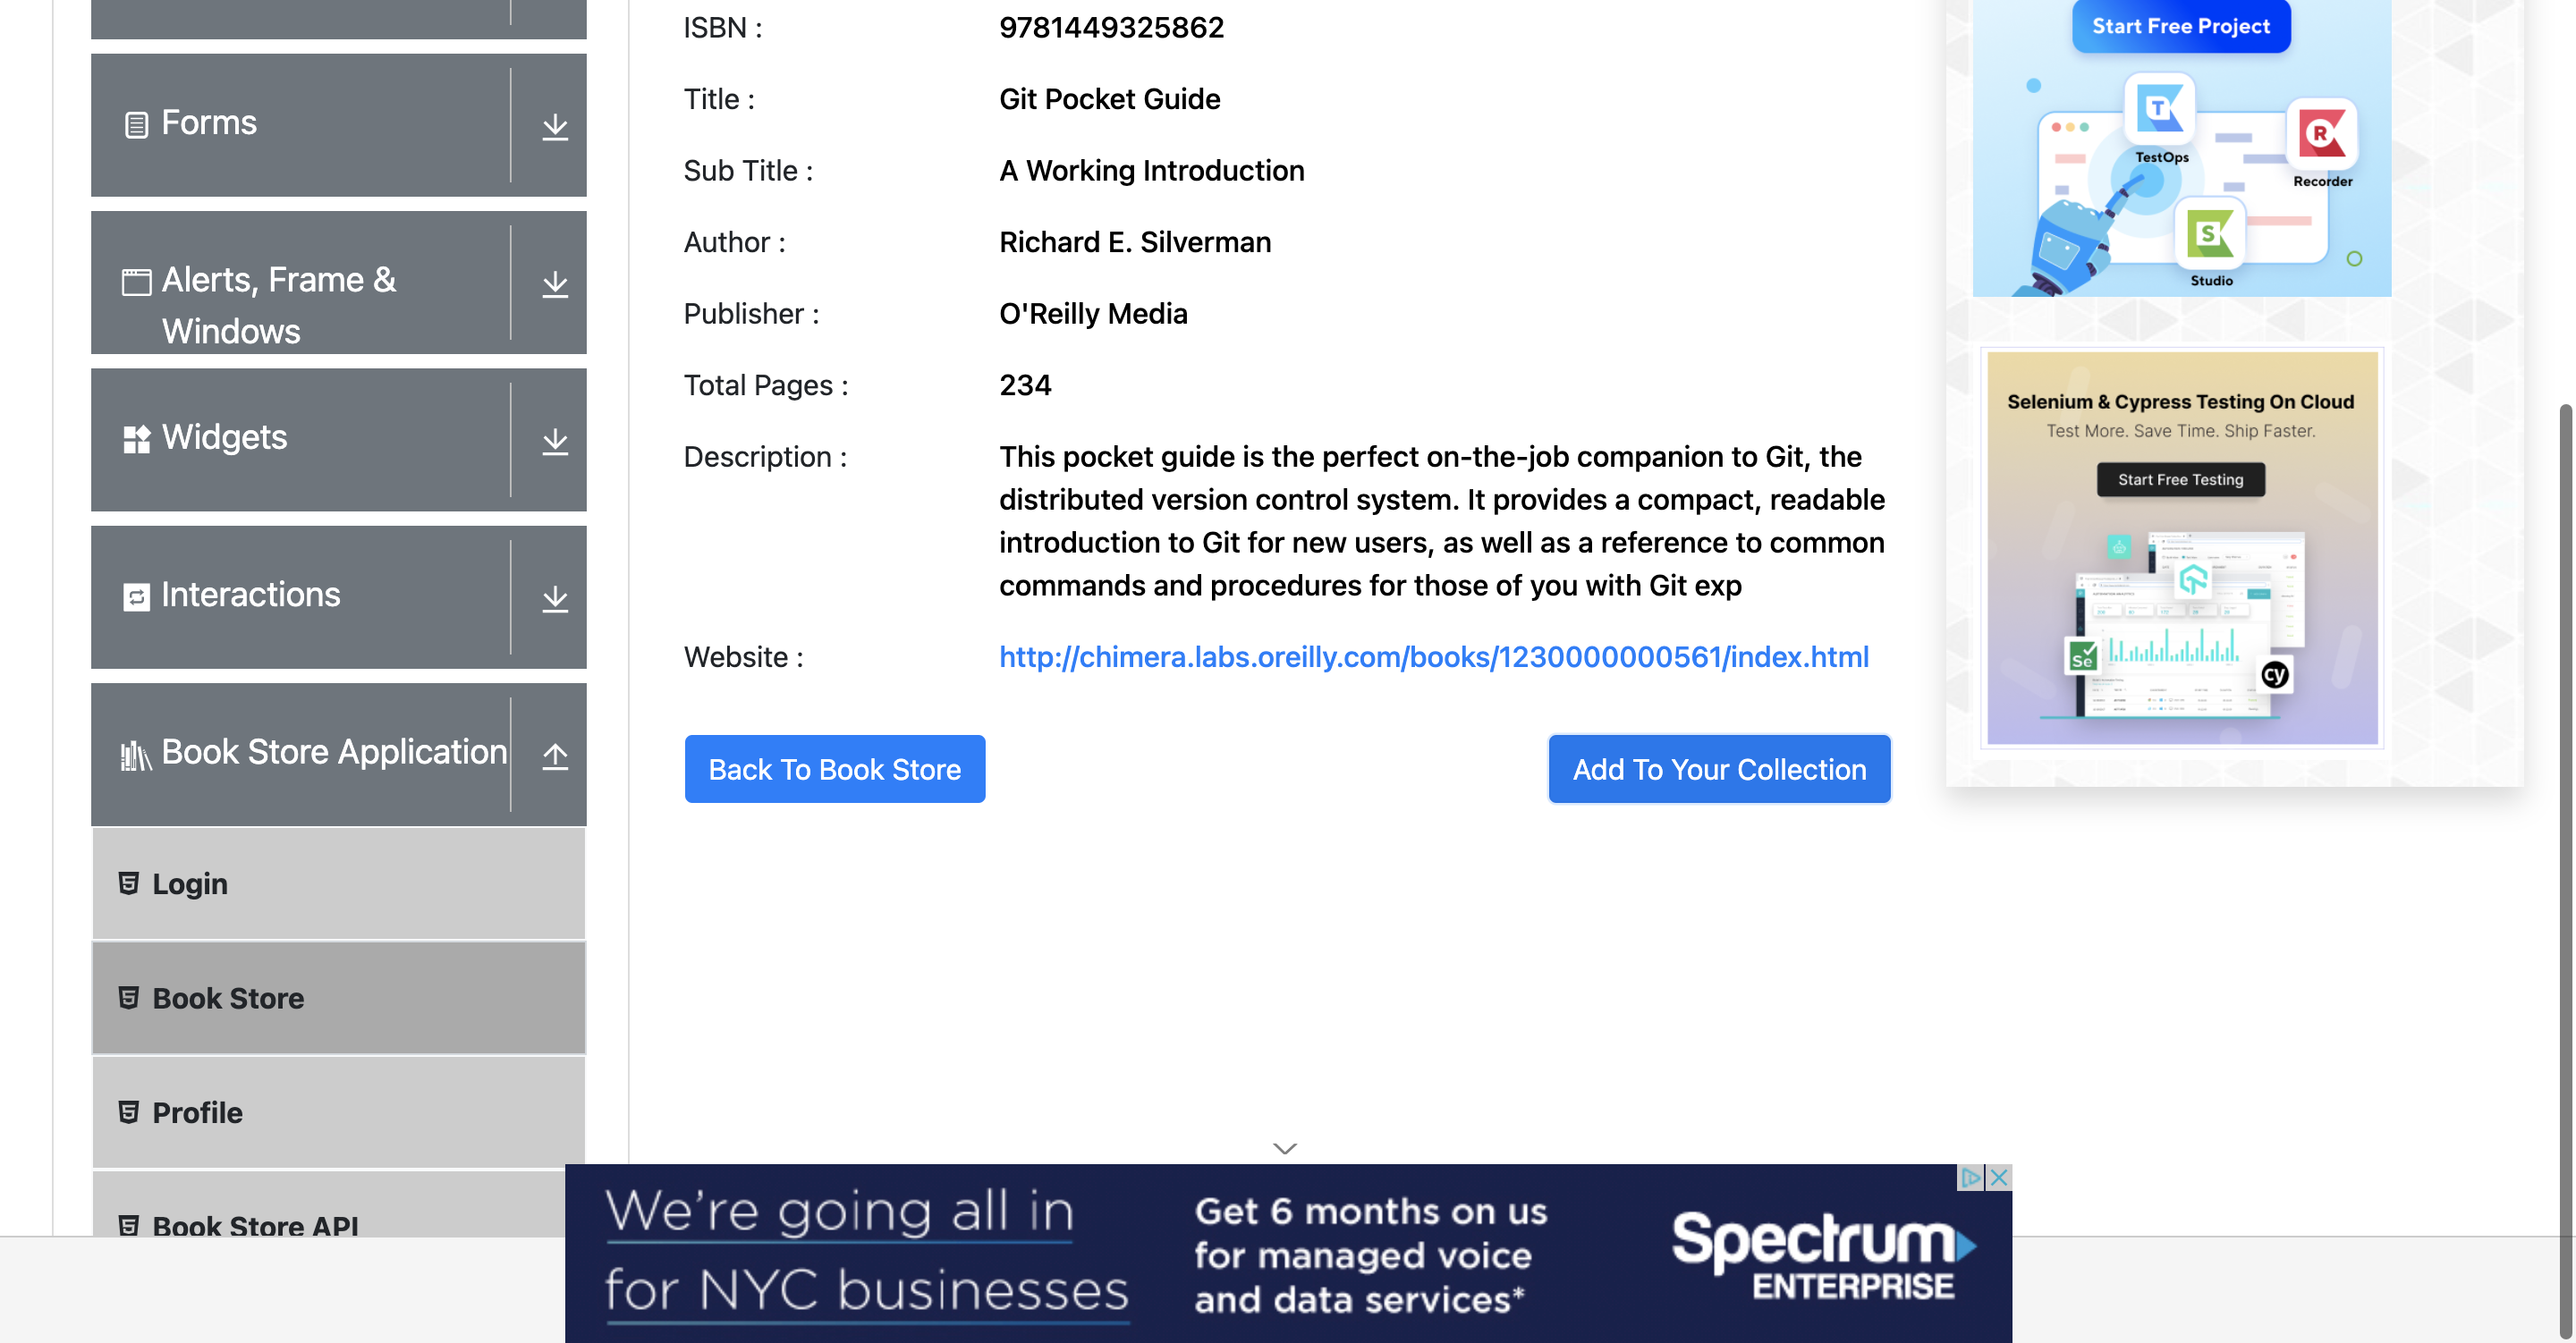 Forms
Alerts, Frame &
Windows
Widgets
Interactions
Book Store Application
Login
Book Store
Profile
Book Store API
ISBN :
9781449325862
Title :
Git Pocket Guide
Sub Title :
A Working Introduction
Author :
Richard E. Silverman
Publisher :
O'Reilly Media
Total Pages :
234
Description :
This pocket guide is the perfect on-the-job companion to Git, the
distributed version control system. It provides a compact, readable
introduction to Git for new users, as well as a reference to common
commands and procedures for those of you with Git exp
Website :
http://chimera.labs.oreilly.com/books/1230000000561/index.html
Back To Book Store
Add To Your Collection
Start Free Project
T
TestOps
R
Recorder
S
Studio
Selenium & Cypress Testing On Cloud
Test More. Save Time. Ship Faster.
Start Free Testing
Se
cy
We're going all in
for NYC businesses
Get 6 months on us
for managed voice
and data services*
Spectrum
ENTERPRISE